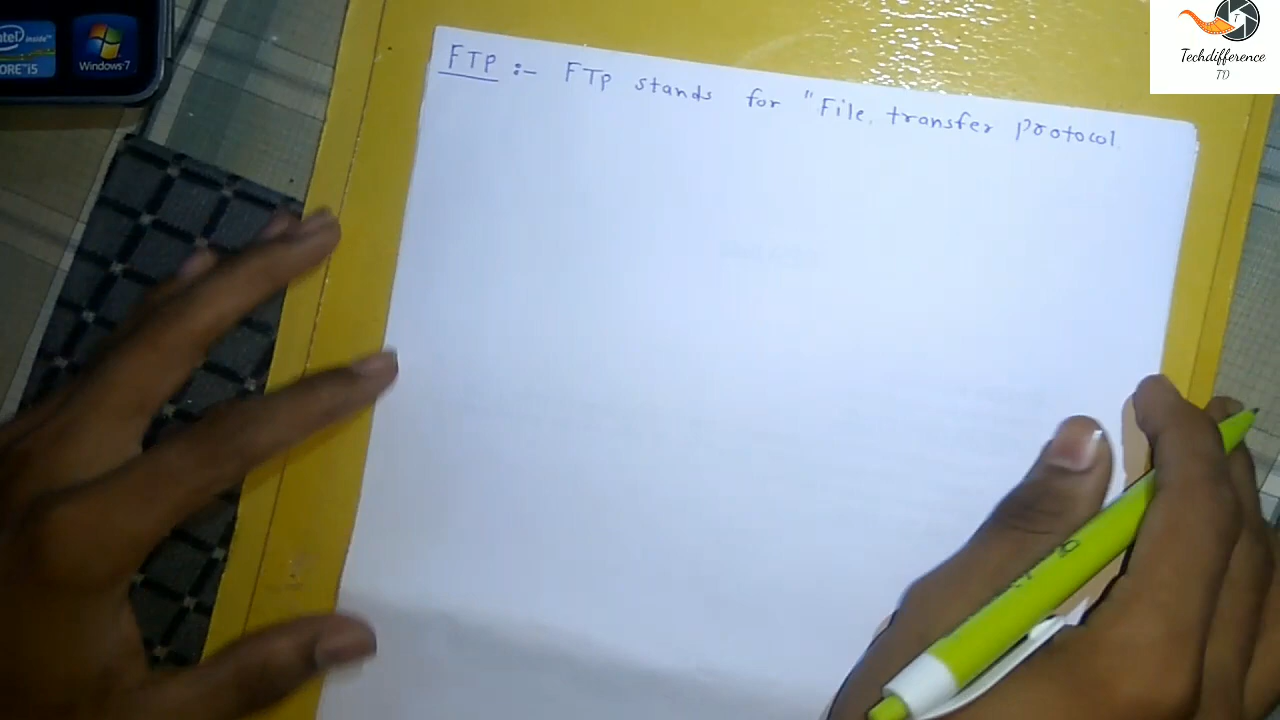 intel inside
CORE i5
Windows 7
Techdifference
TD
FTP :- FTP stands for "File transfer protocol